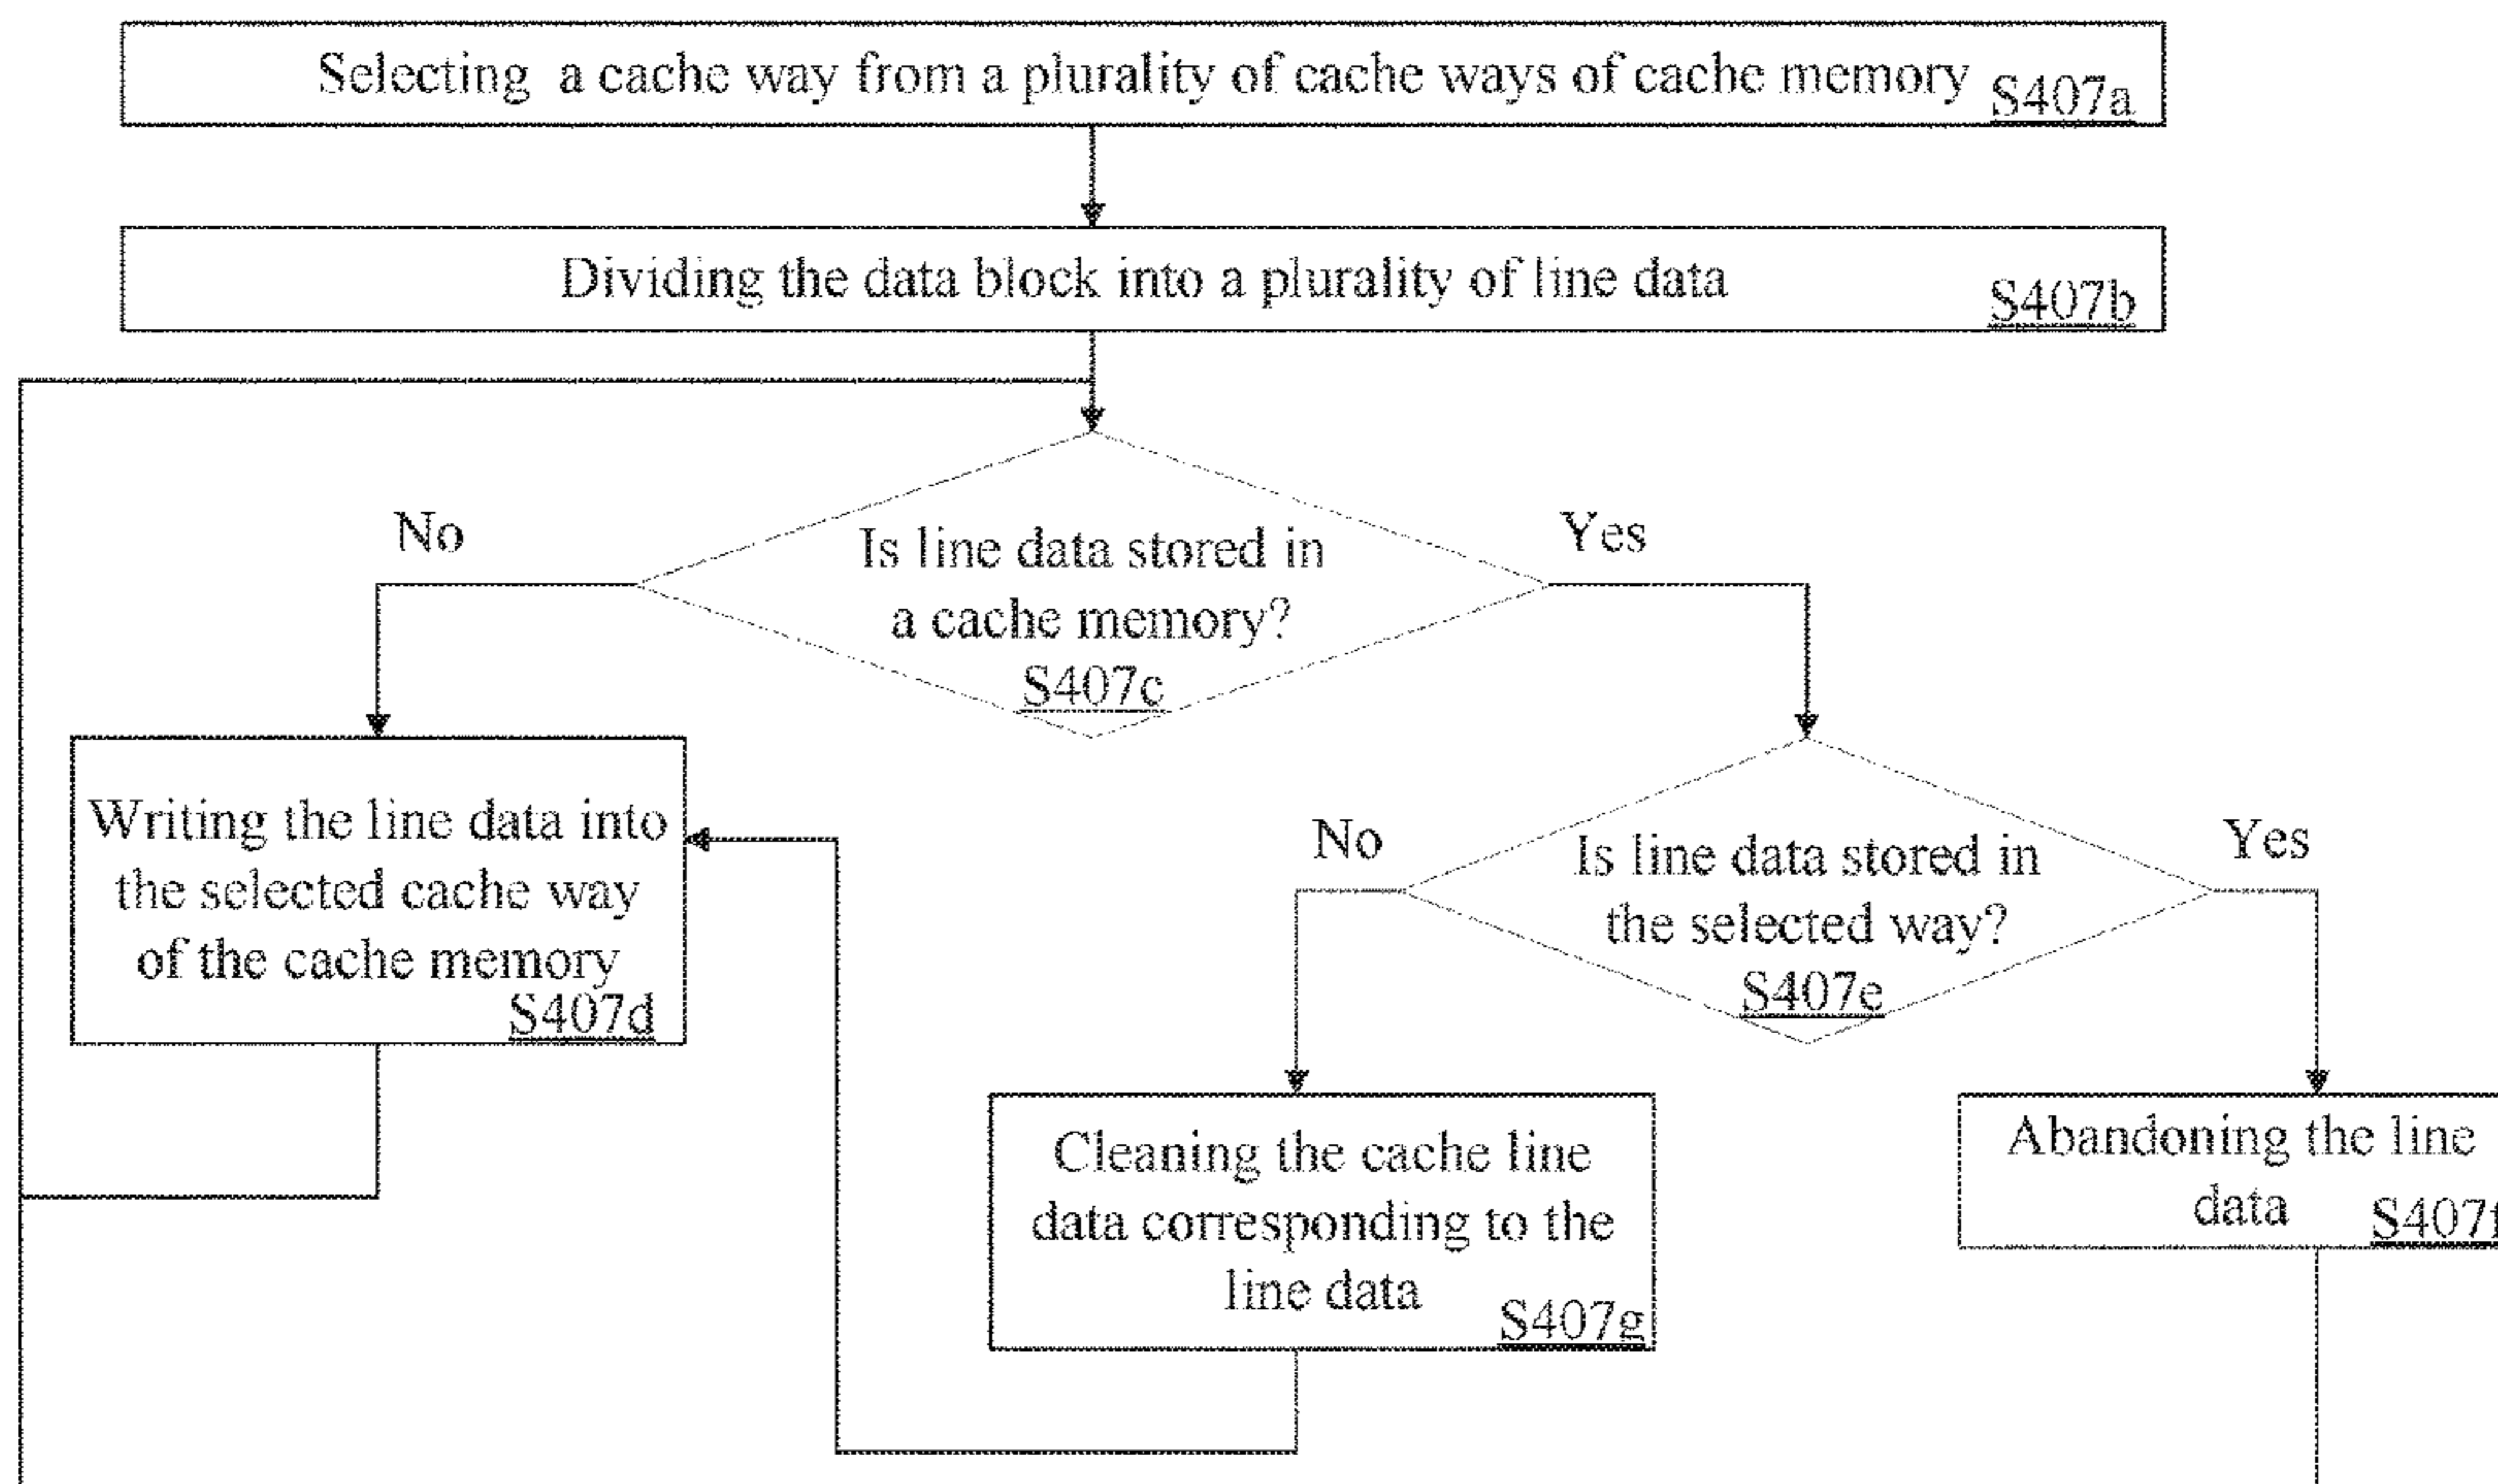 Selecting a cache way from a plurality of cache ways of cache memory S407a
Dividing the data block into a plurality of line data S407b
No
Yes
Is line data stored in
a cache memory?
S407c
Writing the line data into
the selected cache way
of the cache memory
S407d
No
Yes
Is line data stored in
the selected way?
S407e
Cleaning the cache line
data corresponding to the
line data
S407g
Abandoning the line
data S407f